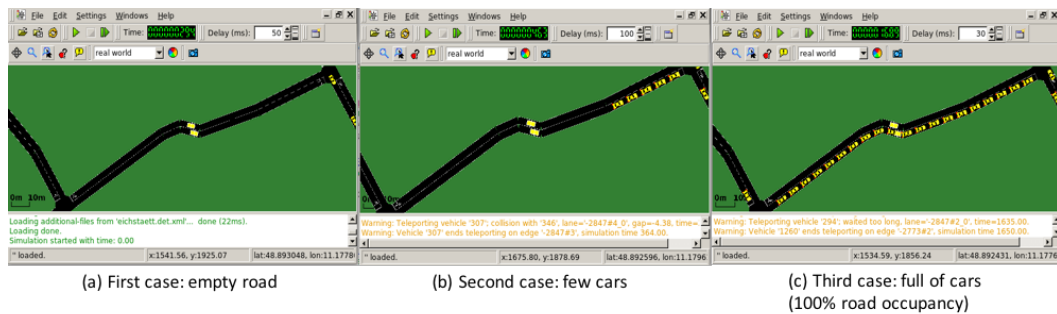 File Edit Settings Windows Help
Time: Delay (ms): 50
real world
0m 10m
Loading additional-files from 'eichstaett.det.xml'... done (22ms).
Loading done.
Simulation started with time: 0.00
'' loaded. x:1541.56, y:1925.07 lat:48.893048, lon:11.17780
(a) First case: empty road
File Edit Settings Windows Help
Time: Delay (ms): 100
real world
0m 10m
Warning: Teleporting vehicle '307'; collision with '346', lane='-2847#4_0', gap=-4.38, time=
Warning: Vehicle '307' ends teleporting on edge '-2847#3', simulation time 364.00.
'' loaded. x:1675.80, y:1878.69 lat:48.892596, lon:11.1796
(b) Second case: few cars
File Edit Settings Windows Help
Time: Delay (ms): 30
real world
0m 10m
Warning: Teleporting vehicle '294'; waited too long, lane='-2847#2_0', time=1635.00.
Warning: Vehicle '1260' ends teleporting on edge '-2773#2', simulation time 1650.00.
'' loaded. x:1534.59, y:1856.24 lat:48.892431, lon:11.1776
(c) Third case: full of cars
(100% road occupancy)